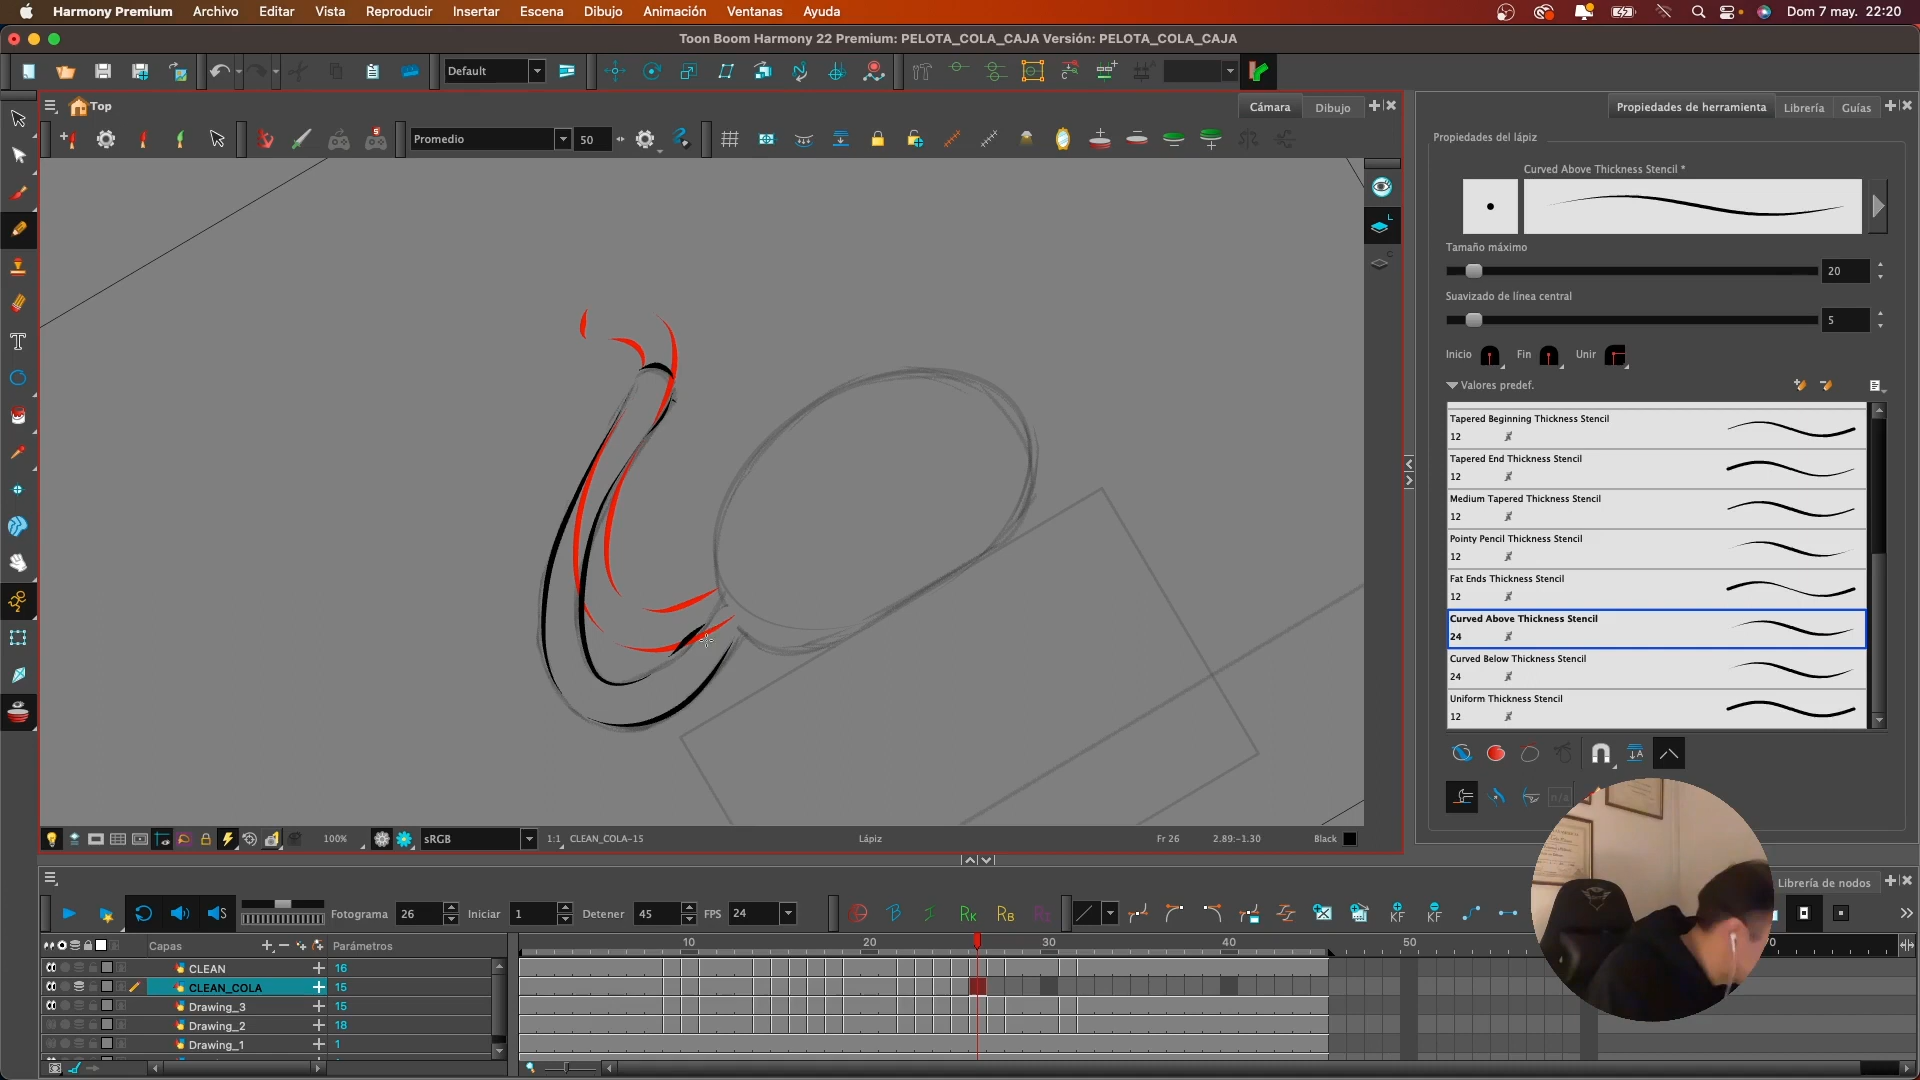 Harmony Premium Archivo Editar Vista Reproducir Insertar Escena Dibujo Animación Ventanas Ayuda Dom 7 may. 22:20
Toon Boom Harmony 22 Premium: PELOTA_COLA_CAJA Versión: PELOTA_COLA_CAJA
Default
Top Cámara Dibujo
Promedio 50
Propiedades de herramienta Librería Guías
Propiedades del lápiz
Curved Above Thickness Stencil *
Tamaño máximo
20
Suavizado de línea central
5
Inicio Fin Unir
Valores predef.
Tapered Beginning Thickness Stencil
12
Tapered End Thickness Stencil
12
Medium Tapered Thickness Stencil
12
Pointy Pencil Thickness Stencil
12
Fat Ends Thickness Stencil
12
Curved Above Thickness Stencil
24
Curved Below Thickness Stencil
24
Uniform Thickness Stencil
12
n/a
100% sRGB 1:1 CLEAN_COLA-15 Lápiz Fr 26 2.89:-1.30 Black
Librería de nodos
Fotograma 26 Iniciar 1 Detener 45 FPS 24
Capas Parámetros 10 20 30 40 50
CLEAN 16
CLEAN_COLA 15
Drawing_3 15
Drawing_2 18
Drawing_1 1